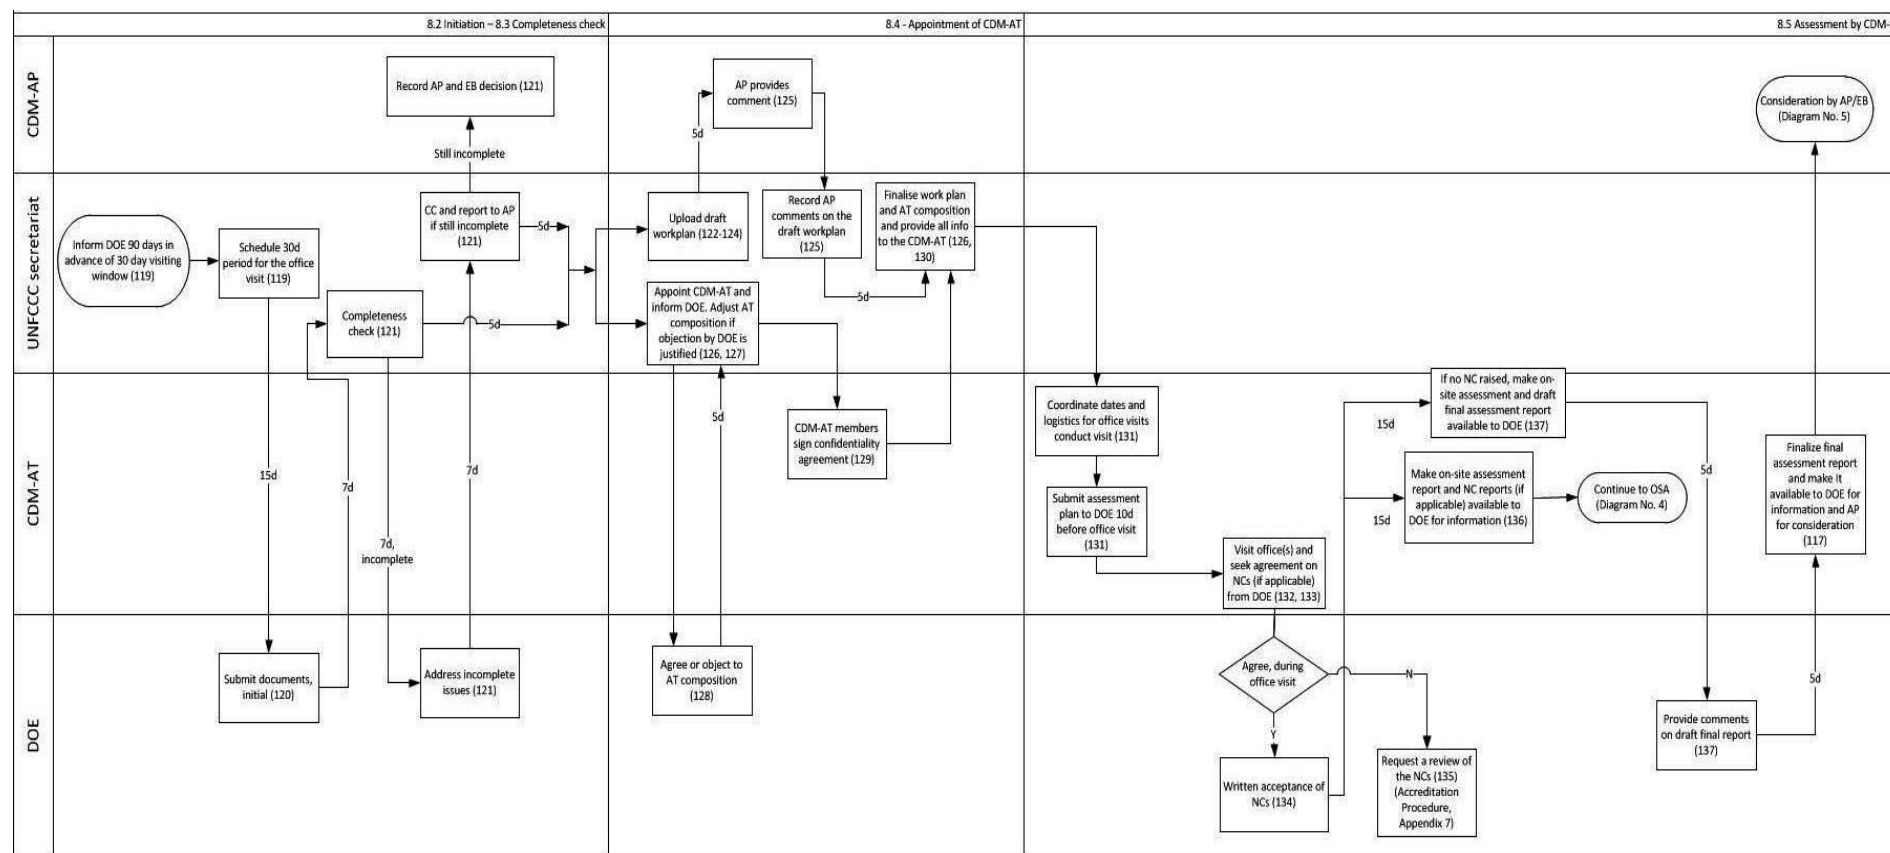 8.2 Initiation – 8.3 Completeness check
8.4 - Appointment of CDM-AT
8.5 Assessment by CDM-
CDM-AP
Record AP and EB decision (121)
Still incomplete
AP provides
comment (125)
5d
Consideration by AP/EB
(Diagram No. 5)
UNFCCC secretariat
Inform DOE 90 days in
advance of 30 day visiting
window (119)
Schedule 30d
period for the office
visit (119)
CC and report to AP
if still incomplete
(121)
5d
Completeness
check (121)
5d
Upload draft
workplan (122-124)
Appoint CDM-AT and
inform DOE. Adjust AT
composition if
objection by DOE is
justified (126, 127)
Record AP
comments on the
draft workplan
(125)
5d
Finalise work plan
and AT composition
and provide all info
to the CDM-AT (126,
130)
CDM-AT
15d
7d
7d,
incomplete
7d
5d
CDM-AT members
sign confidentiality
agreement (129)
Coordinate dates and
logistics for office visits
conduct visit (131)
Submit assessment
plan to DOE 10d
before office visit
(131)
Visit office(s) and
seek agreement on
NCs (if applicable)
from DOE (132, 133)
15d
If no NC raised, make on-
site assessment and draft
final assessment report
available to DOE (137)
15d
Make on-site assessment
report and NC reports (if
applicable) available to
DOE for information (136)
Continue to OSA
(Diagram No. 4)
5d
Finalize final
assessment report
and make it
available to DOE for
information and AP
for consideration
(117)
DOE
Submit documents,
initial (120)
Address incomplete
issues (121)
Agree or object to
AT composition
(128)
Agree, during
office visit
N
Y
Written acceptance of
NCs (134)
Request a review of
the NCs (135)
(Accreditation
Procedure,
Appendix 7)
Provide comments
on draft final report
(137)
5d